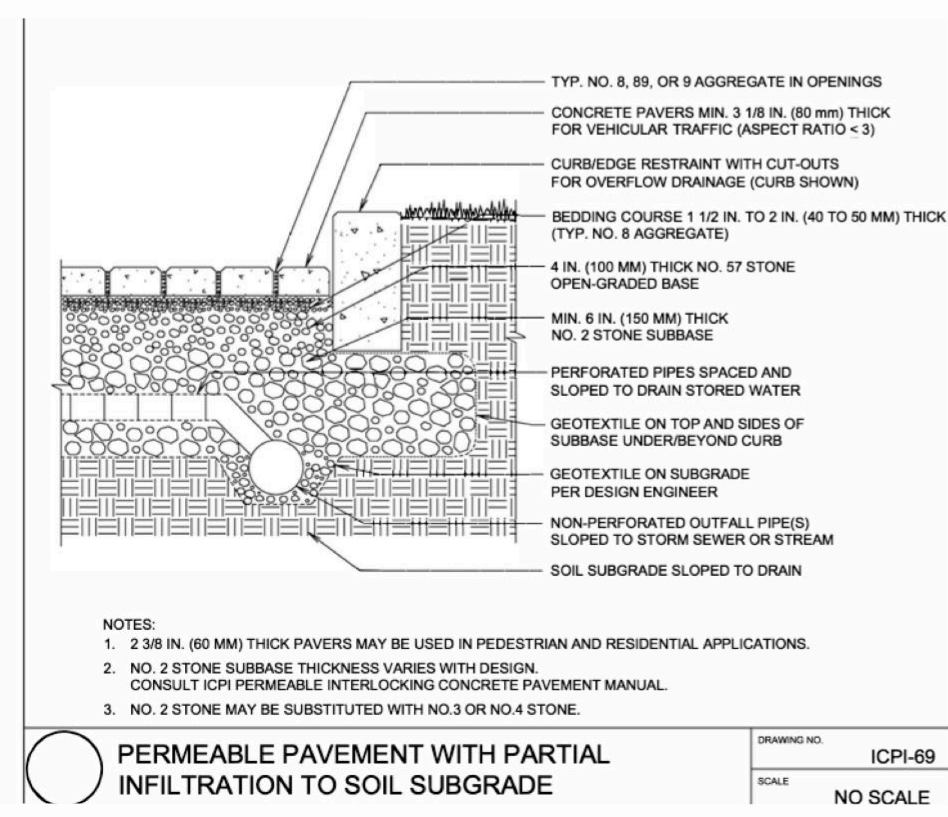 TYP. NO. 8, 89, OR 9 AGGREGATE IN OPENINGS
CONCRETE PAVERS MIN. 3 1/8 IN. (80 mm) THICK
FOR VEHICULAR TRAFFIC (ASPECT RATIO ≤ 3)
CURB/EDGE RESTRAINT WITH CUT-OUTS
FOR OVERFLOW DRAINAGE (CURB SHOWN)
BEDDING COURSE 1 1/2 IN. TO 2 IN. (40 TO 50 MM) THICK
(TYP. NO. 8 AGGREGATE)
4 IN. (100 MM) THICK NO. 57 STONE
OPEN-GRADED BASE
MIN. 6 IN. (150 MM) THICK
NO. 2 STONE SUBBASE
PERFORATED PIPES SPACED AND
SLOPED TO DRAIN STORED WATER
GEOTEXTILE ON TOP AND SIDES OF
SUBBASE UNDER/BEYOND CURB
GEOTEXTILE ON SUBGRADE
PER DESIGN ENGINEER
NON-PERFORATED OUTFALL PIPE(S)
SLOPED TO STORM SEWER OR STREAM
SOIL SUBGRADE SLOPED TO DRAIN
NOTES:
1. 2 3/8 IN. (60 MM) THICK PAVERS MAY BE USED IN PEDESTRIAN AND RESIDENTIAL APPLICATIONS.
2. NO. 2 STONE SUBBASE THICKNESS VARIES WITH DESIGN.
CONSULT ICPI PERMEABLE INTERLOCKING CONCRETE PAVEMENT MANUAL.
3. NO. 2 STONE MAY BE SUBSTITUTED WITH NO.3 OR NO.4 STONE.
PERMEABLE PAVEMENT WITH PARTIAL
INFILTRATION TO SOIL SUBGRADE
DRAWING NO.
ICPI-69
SCALE
NO SCALE